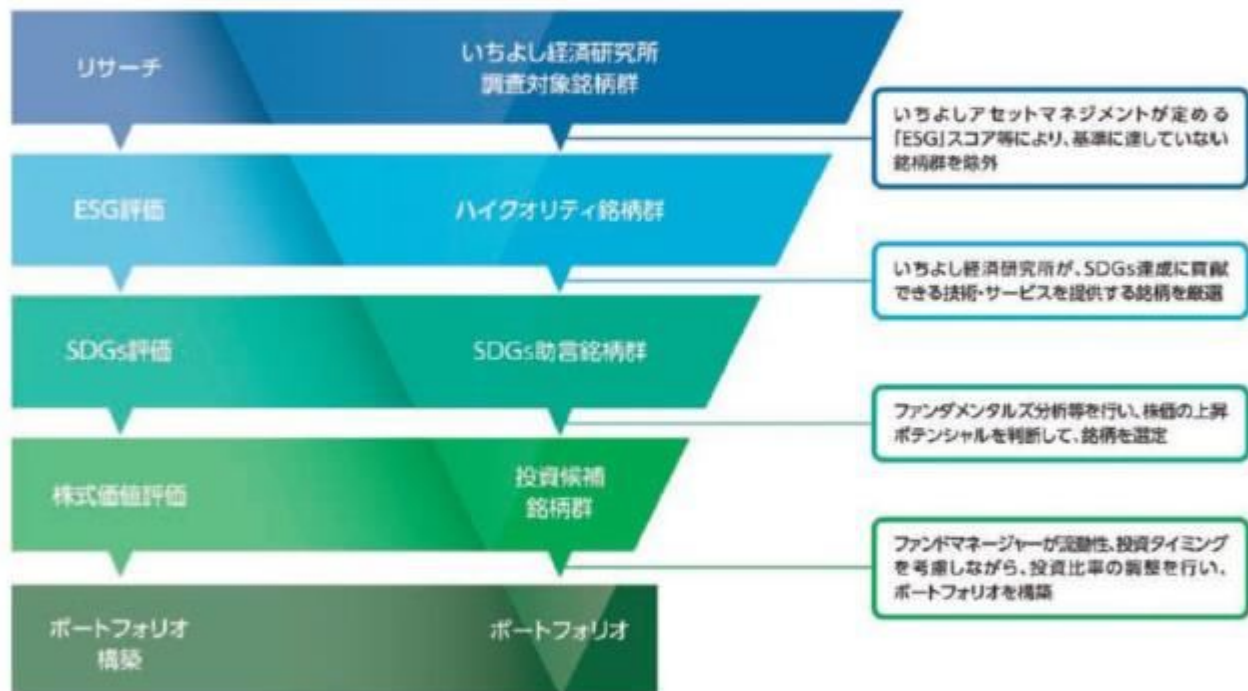 リサーチ
いちよし経済研究所
調査対象銘柄群
いちよしアセットマネジメントが定める
「ESG」スコア等により、基準に達していない
銘柄群を除外
ESG評価
ハイクオリティ銘柄群
いちよし経済研究所が、SDGs達成に貢献
できる技術・サービスを提供する銘柄を厳選
SDGs評価
SDGs助言銘柄群
ファンダメンタルズ分析等を行い、株価の上昇
ポテンシャルを判断して、銘柄を選定
株式価値評価
投資候補
銘柄群
ファンドマネージャーが流動性、投資タイミング
を考慮しながら、投資比率の調整を行い、
ポートフォリオを構築
ポートフォリオ
構築
ポートフォリオ